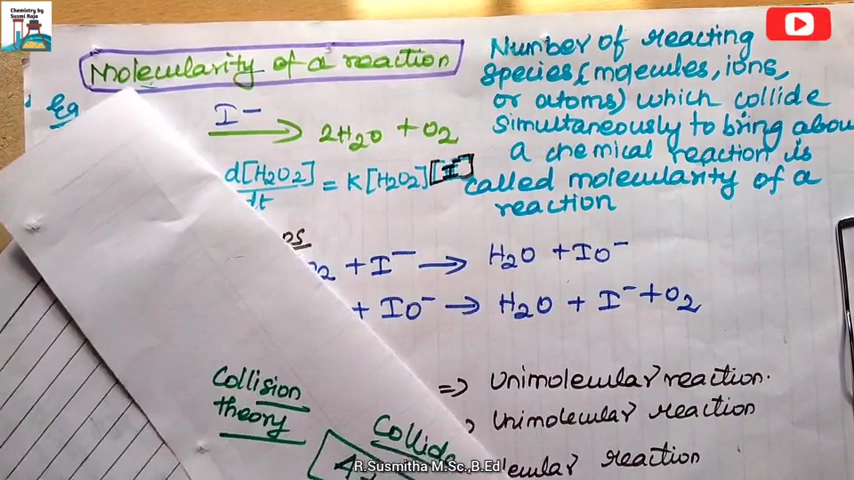 Chemistry by
Susmi Raja
Molecularity of a reaction
Number of reacting
species (molecules, ions,
or atoms) which collide
simultaneously to bring abou
a chemical reaction is
called molecularity of a
reaction
Eg
I⁻
2H₂O + O₂
d[H₂O₂]
dt
= K[H₂O₂][I⁻]
+ I⁻ → H₂O + IO⁻
+ IO⁻ → H₂O + I⁻ + O₂
Collision
theory
Collide
=> Unimolecular reaction.
Unimolecular reaction
lecular reaction
R.Susmitha M.Sc.,B.Ed